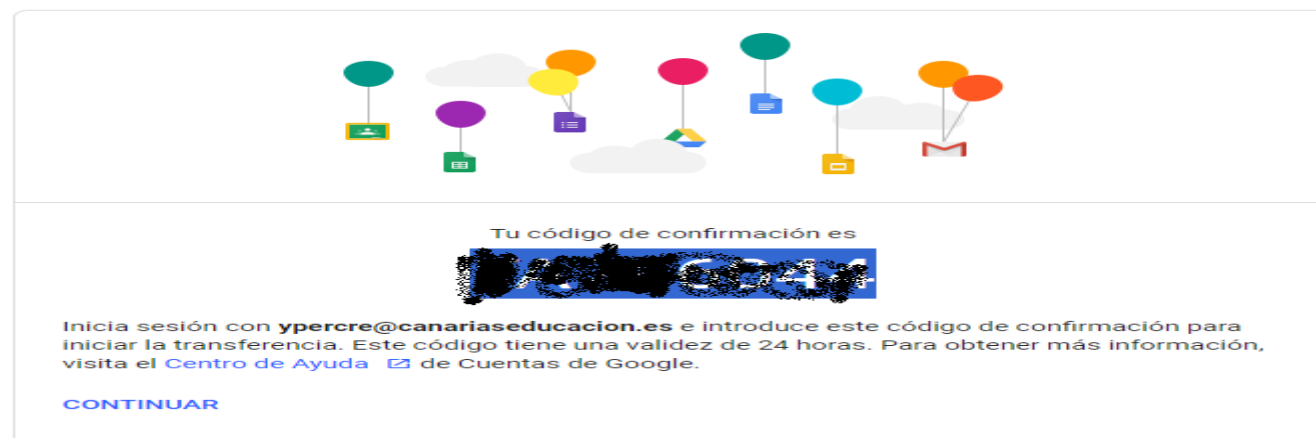 Tu código de confirmación es
Inicia sesión con ypercre@canariaseducacion.es e introduce este código de confirmación para
iniciar la transferencia. Este código tiene una validez de 24 horas. Para obtener más información,
visita el Centro de Ayuda de Cuentas de Google.
CONTINUAR